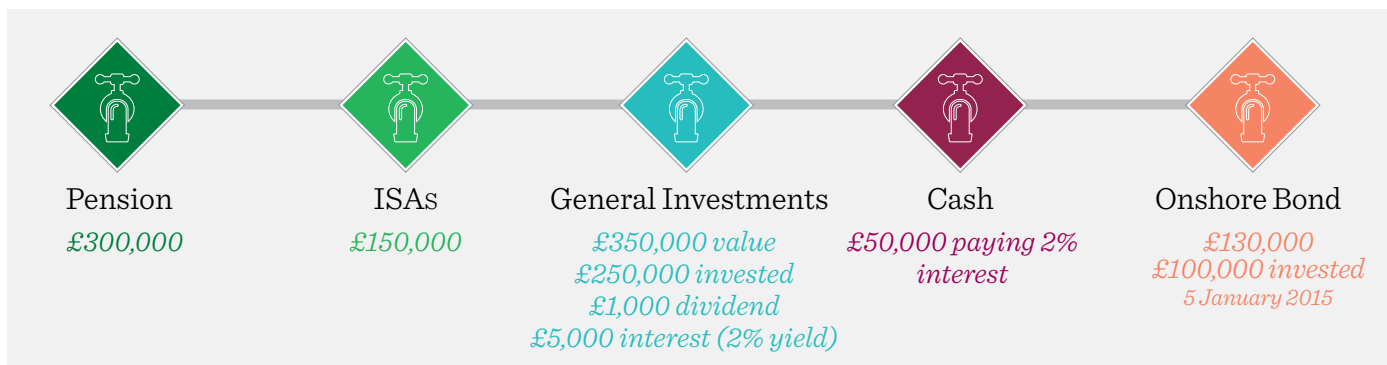 Pension
£300,000
ISAs
£150,000
General Investments
£350,000 value
£250,000 invested
£1,000 dividend
£5,000 interest (2% yield)
Cash
£50,000 paying 2%
interest
Onshore Bond
£130,000
£100,000 invested
5 January 2015